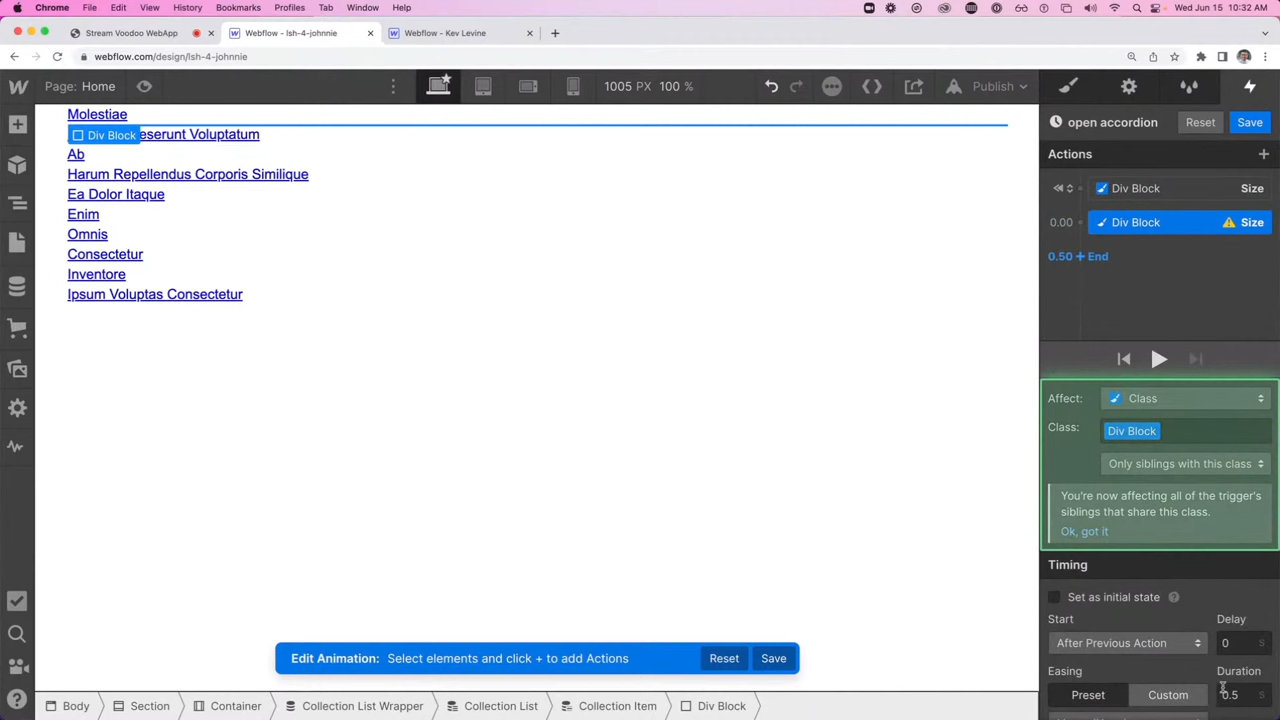 Chrome File Edit View History Bookmarks Profiles Tab Window Help Wed Jun 15 10:32 AM
Stream Voodoo WebApp Webflow - lsh-4-johnnie Webflow - Kev Levine
webflow.com/design/lsh-4-johnnie
Page: Home 1005 PX 100 % Publish
open accordion Reset Save
Actions
Div Block Size
0.00 Div Block Size
0.50 + End
Molestiae
Div Block eserunt Voluptatum
Ab
Harum Repellendus Corporis Similique
Ea Dolor Itaque
Enim
Omnis
Consectetur
Inventore
Ipsum Voluptas Consectetur
Affect: Class
Class: Div Block
Only siblings with this class
You're now affecting all of the trigger's
siblings that share this class.
Ok, got it
Timing
Set as initial state
Start Delay
After Previous Action 0 S
Easing Duration
Preset Custom 0.5 S
Edit Animation: Select elements and click + to add Actions Reset Save
Body Section Container Collection List Wrapper Collection List Collection Item Div Block